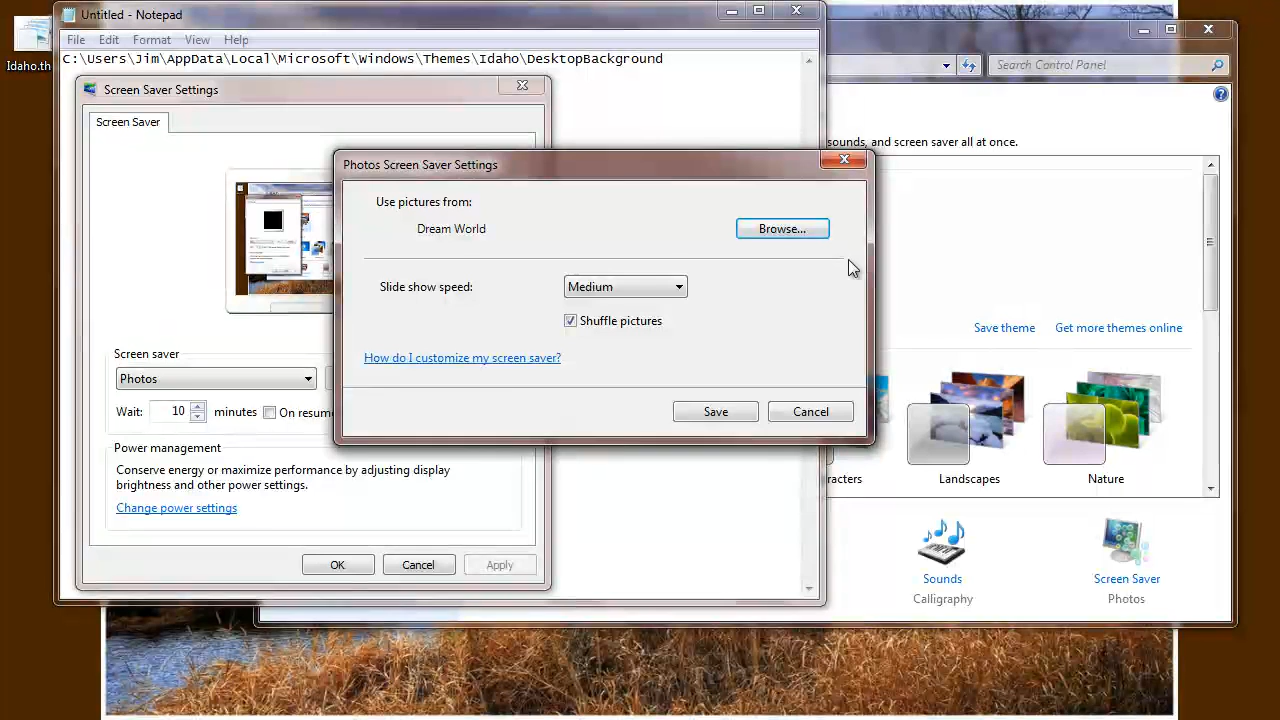 Untitled - Notepad
File Edit Format View Help
C:\Users\Jim\AppData\Local\Microsoft\Windows\Themes\Idaho\DesktopBackground
Idaho.th
Search Control Panel
Screen Saver Settings
Screen Saver
sounds, and screen saver all at once.
Photos Screen Saver Settings
Use pictures from:
Dream World
Browse...
Slide show speed:
Medium
Shuffle pictures
How do I customize my screen saver?
Save
Cancel
Save theme
Get more themes online
Screen saver
Photos
Wait: 10 minutes
On resum
Power management
Conserve energy or maximize performance by adjusting display
brightness and other power settings.
Change power settings
OK
Cancel
Apply
racters
Landscapes
Nature
Sounds
Calligraphy
Screen Saver
Photos